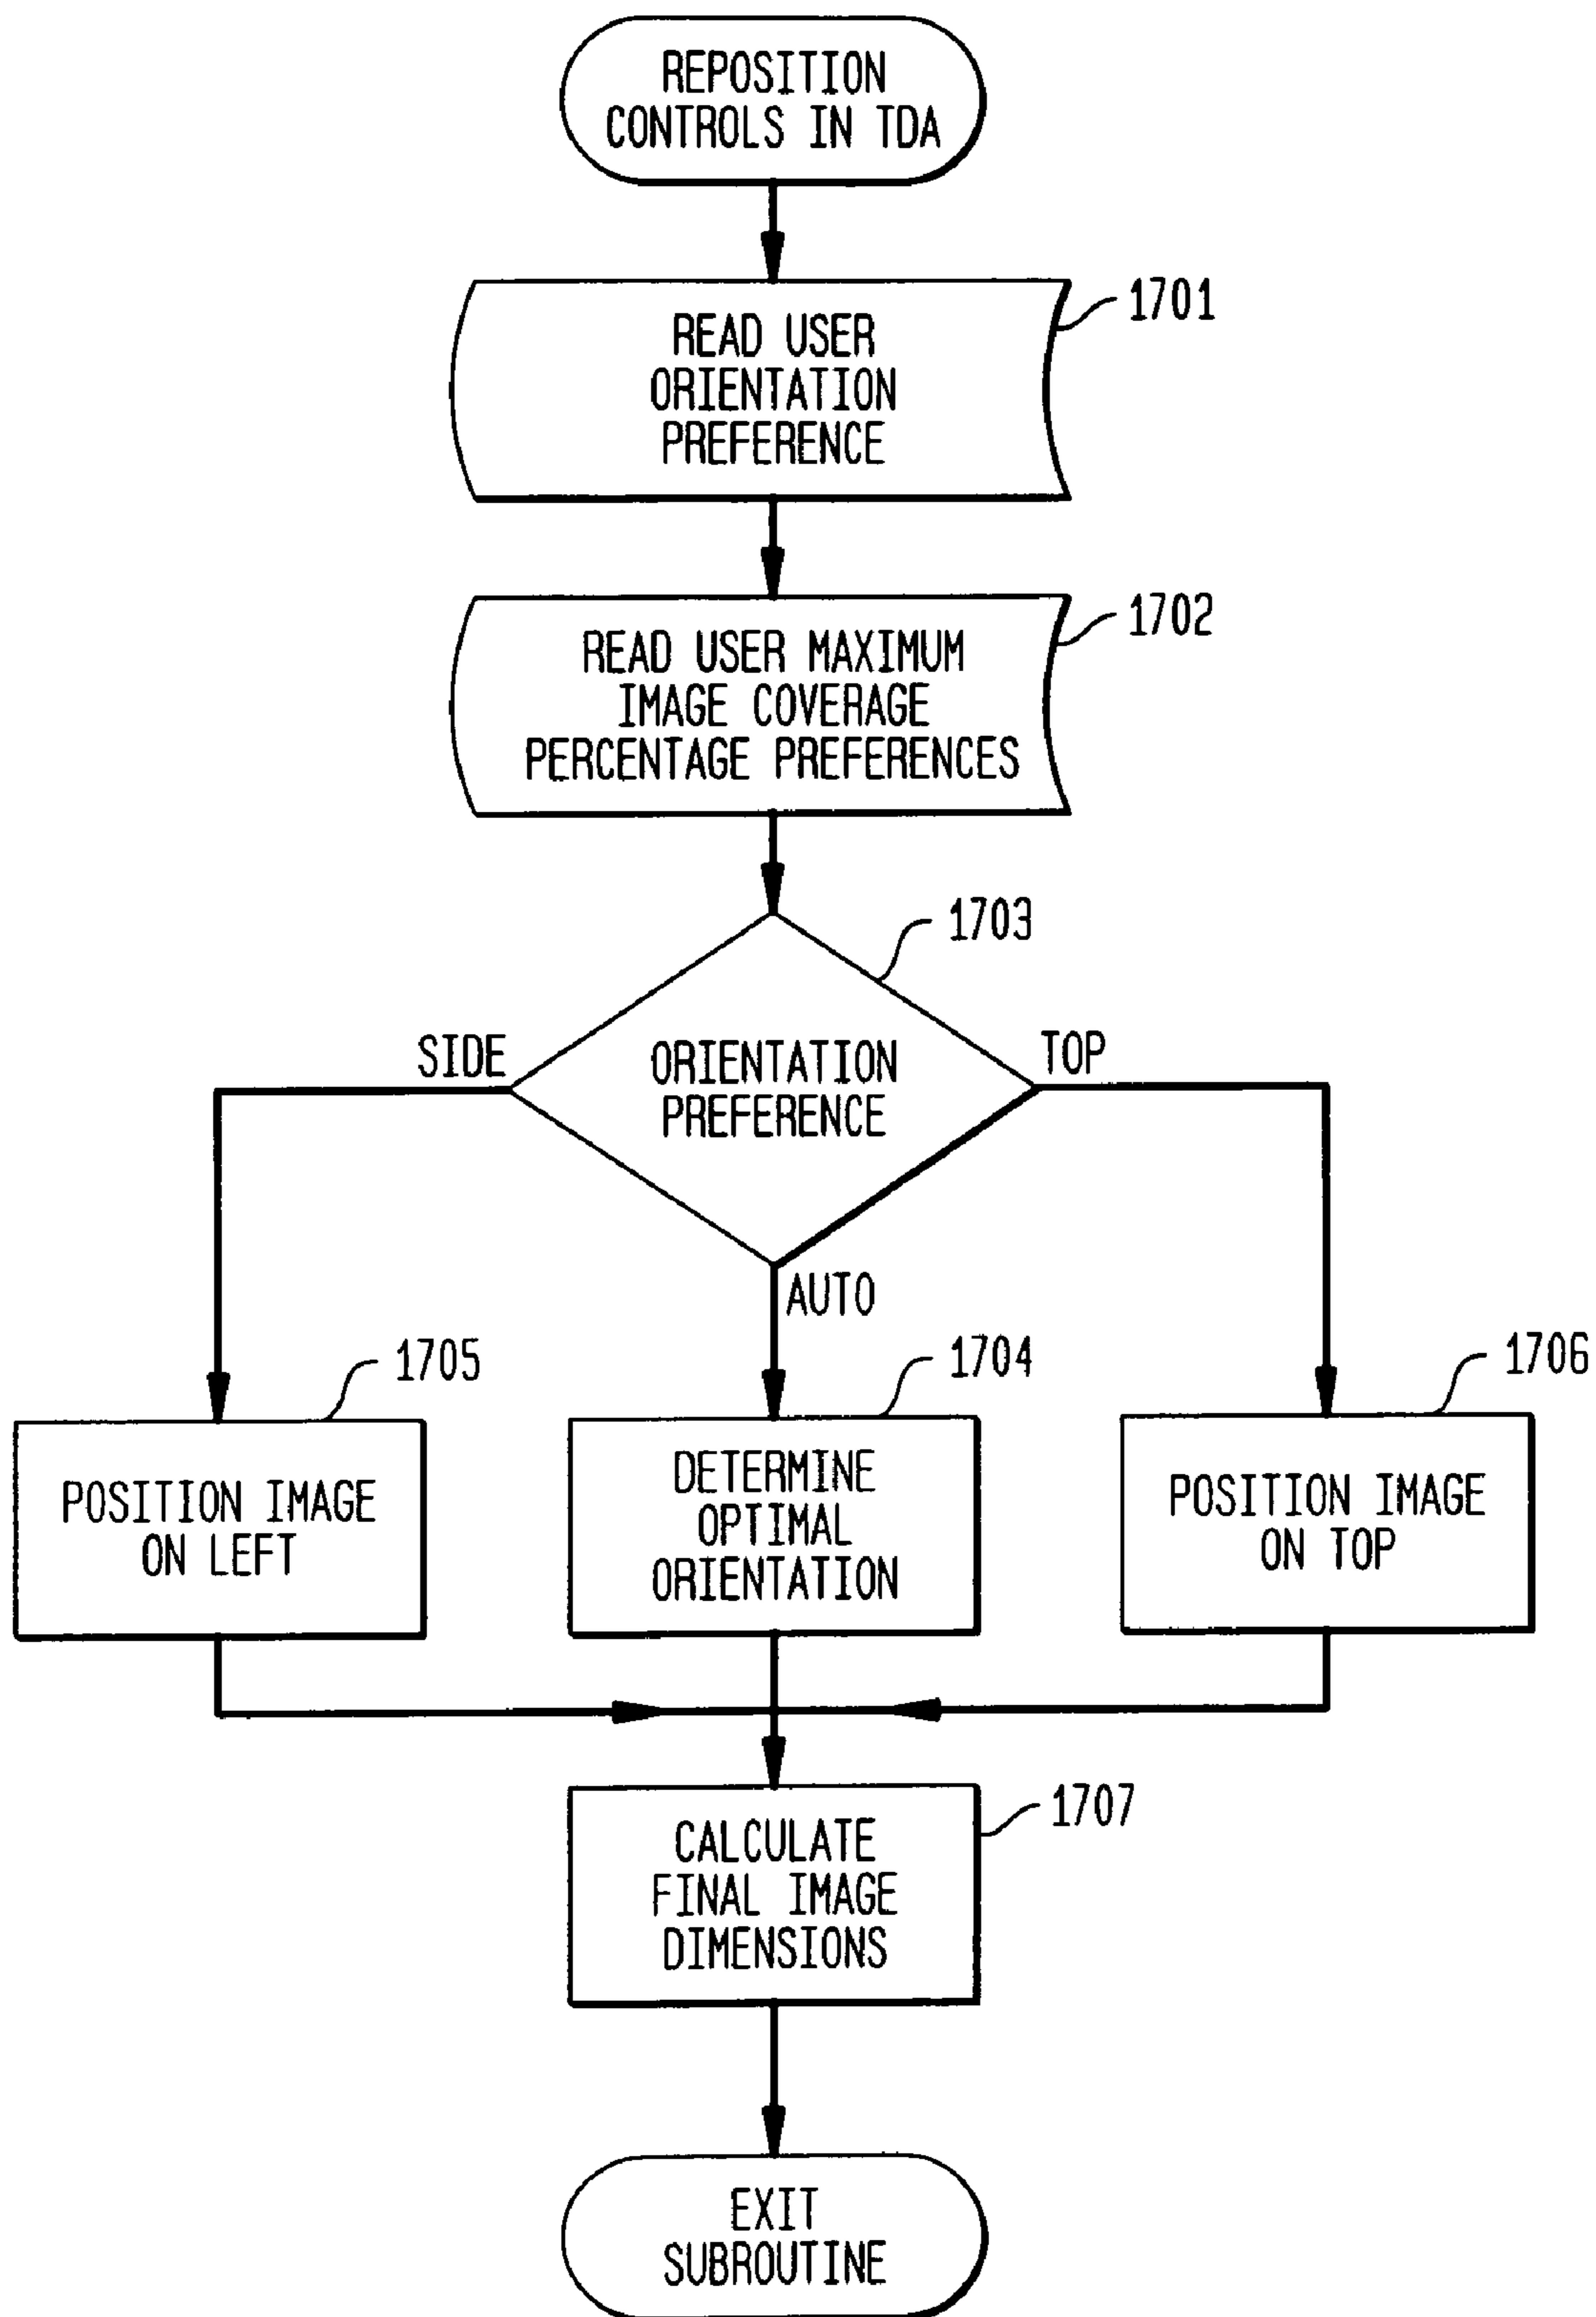 REPOSITION
CONTROLS IN TDA
1701
READ USER
ORIENTATION
PREFERENCE
1702
READ USER MAXIMUM
IMAGE COVERAGE
PERCENTAGE PREFERENCES
1703
SIDE
ORIENTATION
PREFERENCE
TOP
AUTO
1705
POSITION IMAGE
ON LEFT
1704
DETERMINE
OPTIMAL
ORIENTATION
1706
POSITION IMAGE
ON TOP
1707
CALCULATE
FINAL IMAGE
DIMENSIONS
EXIT
SUBROUTINE